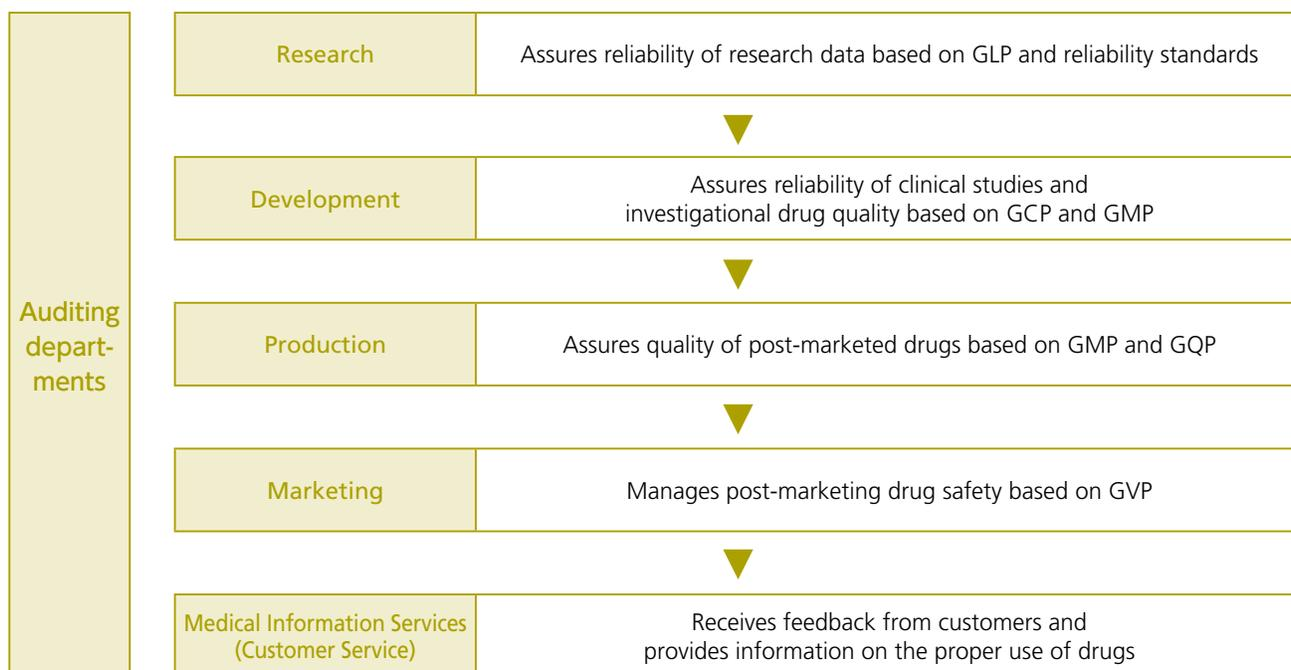 Auditing
depart-
ments
Research
Assures reliability of research data based on GLP and reliability standards
Development
Assures reliability of clinical studies and
investigational drug quality based on GCP and GMP
Production
Assures quality of post-marketed drugs based on GMP and GQP
Marketing
Manages post-marketing drug safety based on GVP
Medical Information Services
(Customer Service)
Receives feedback from customers and
provides information on the proper use of drugs